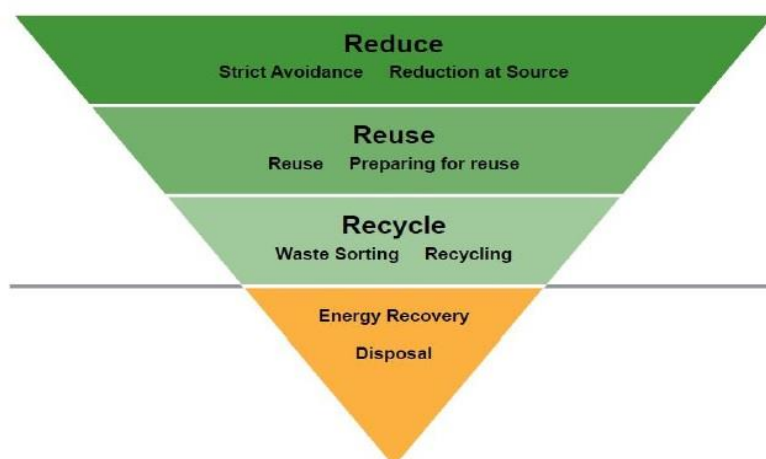 Reduce
Strict Avoidance Reduction at Source
Reuse
Reuse Preparing for reuse
Recycle
Waste Sorting Recycling
Energy Recovery
Disposal